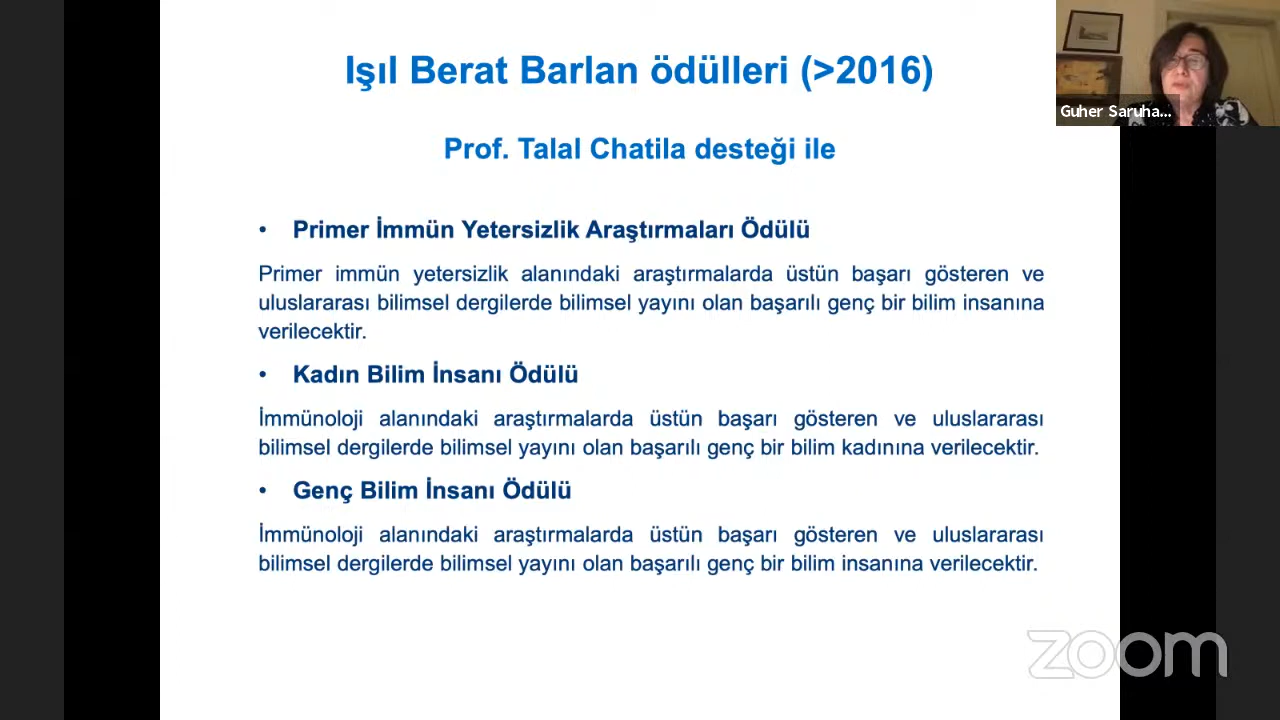 Işıl Berat Barlan ödülleri (>2016)
Prof. Talal Chatila desteği ile
• Primer İmmün Yetersizlik Araştırmaları Ödülü
Primer immün yetersizlik alanındaki araştırmalarda üstün başarı gösteren ve
uluslararası bilimsel dergilerde bilimsel yayını olan başarılı genç bir bilim insanına
verilecektir.
• Kadın Bilim İnsanı Ödülü
İmmünoloji alanındaki araştırmalarda üstün başarı gösteren ve uluslararası
bilimsel dergilerde bilimsel yayını olan başarılı genç bir bilim kadınına verilecektir.
• Genç Bilim İnsanı Ödülü
İmmünoloji alanındaki araştırmalarda üstün başarı gösteren ve uluslararası
bilimsel dergilerde bilimsel yayını olan başarılı genç bir bilim insanına verilecektir.
Guher Saruha...
zoom